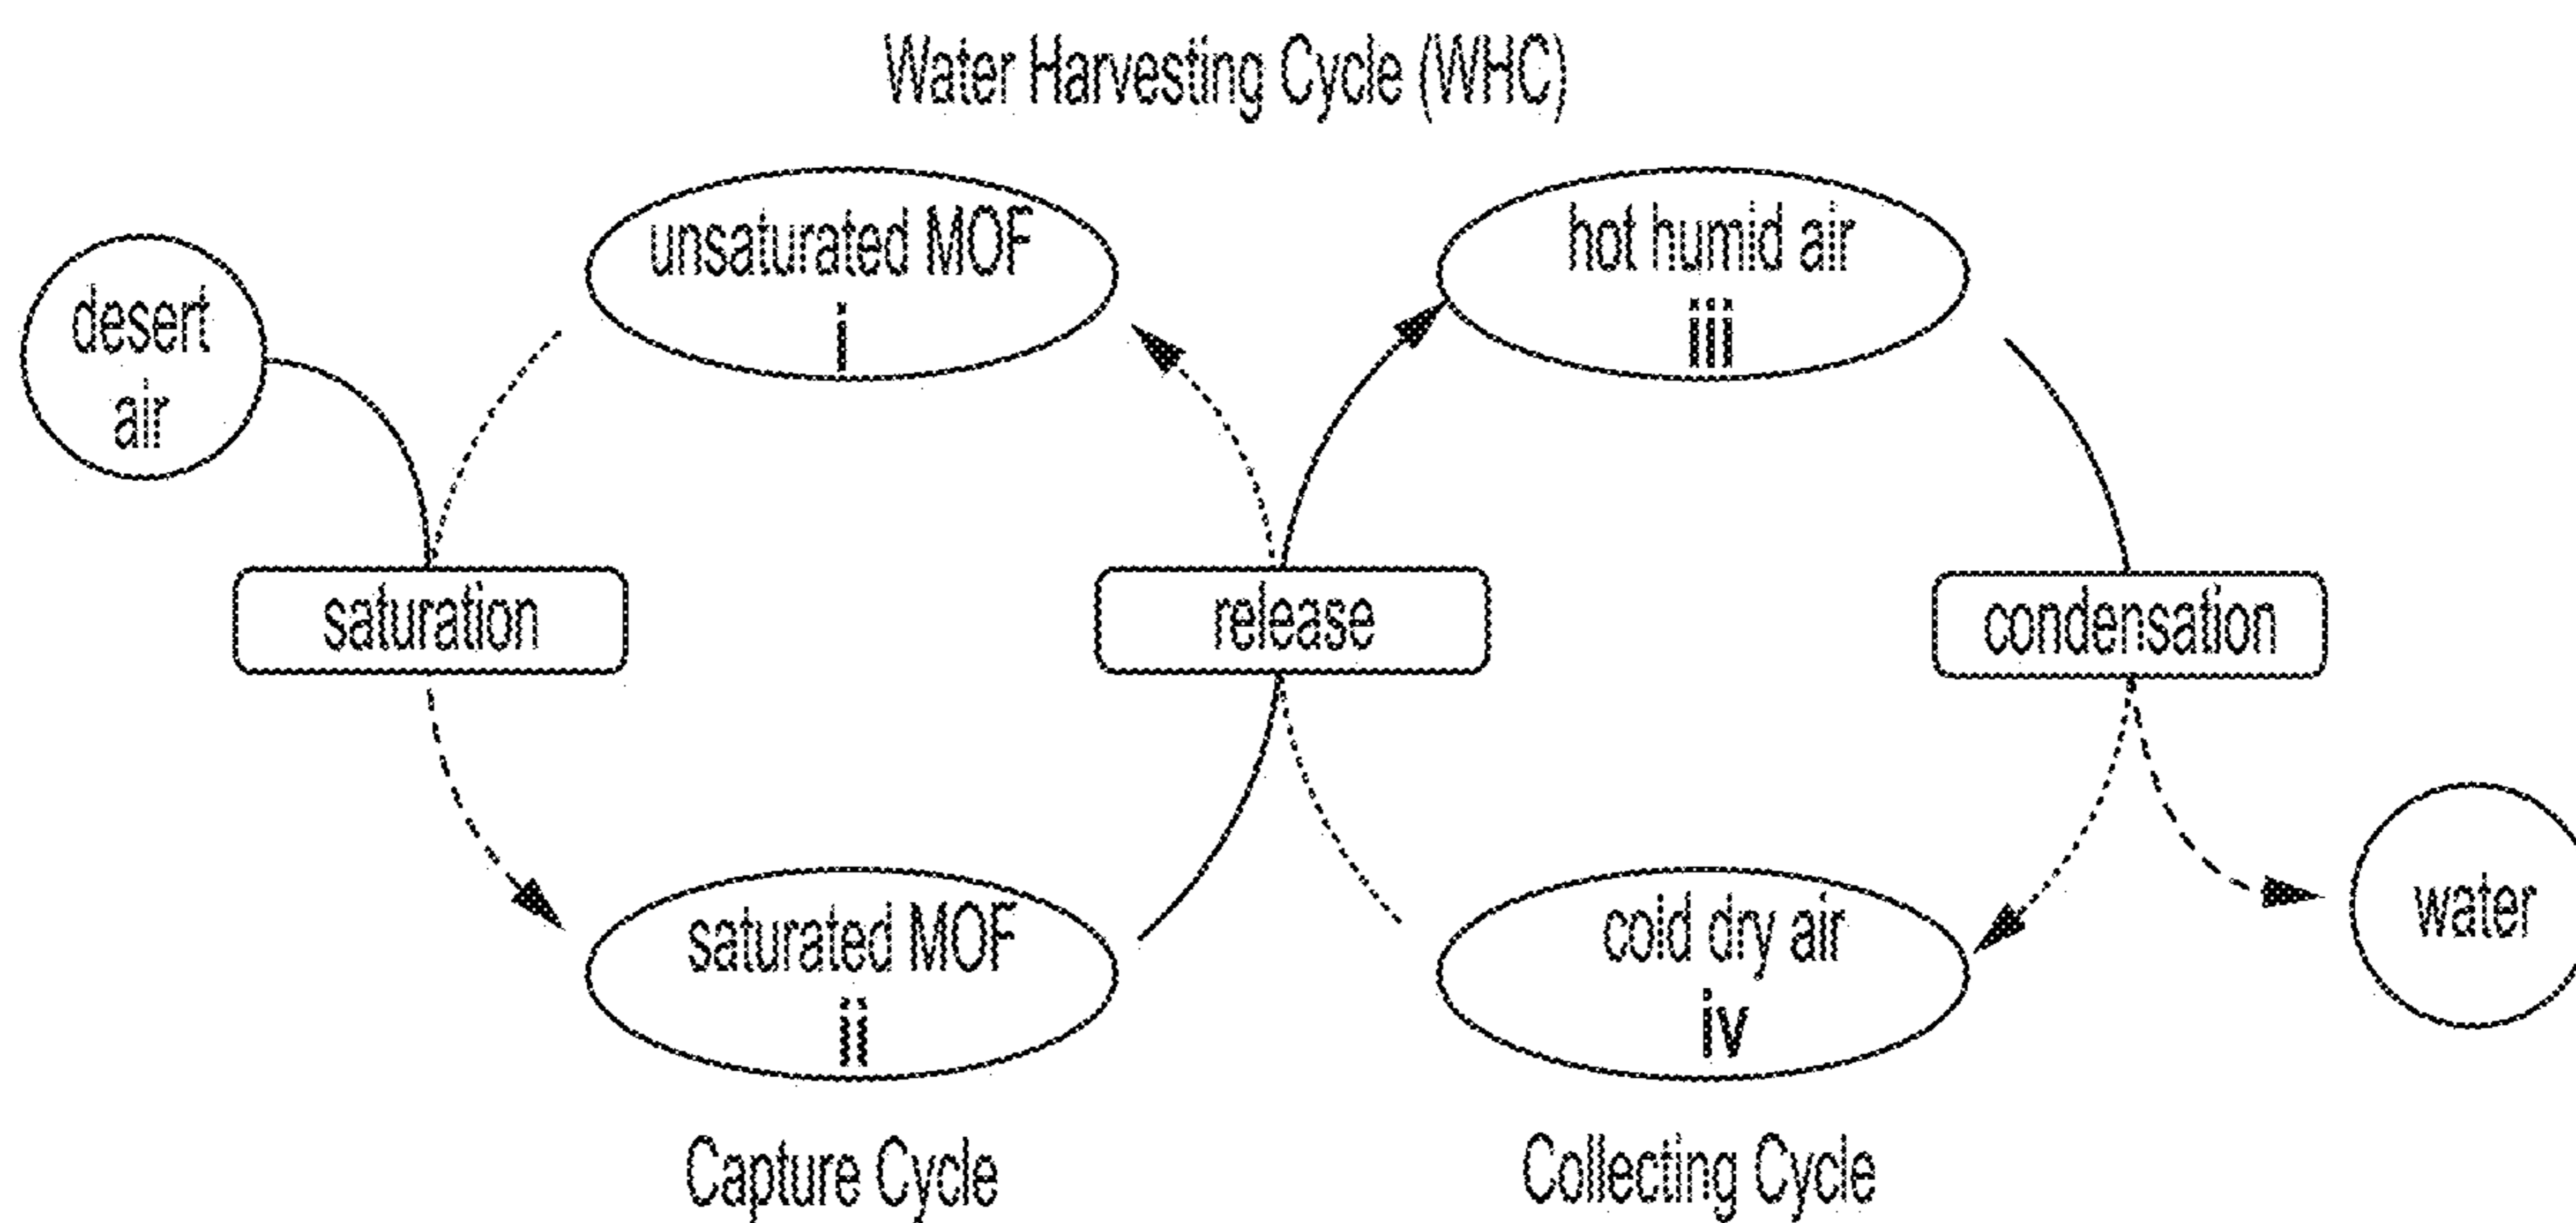 Water Harvesting Cycle (WHC)
desert
air
unsaturated MOF
i
hot humid air
iii
saturation
release
condensation
saturated MOF
ii
cold dry air
iv
water
Capture Cycle
Collecting Cycle